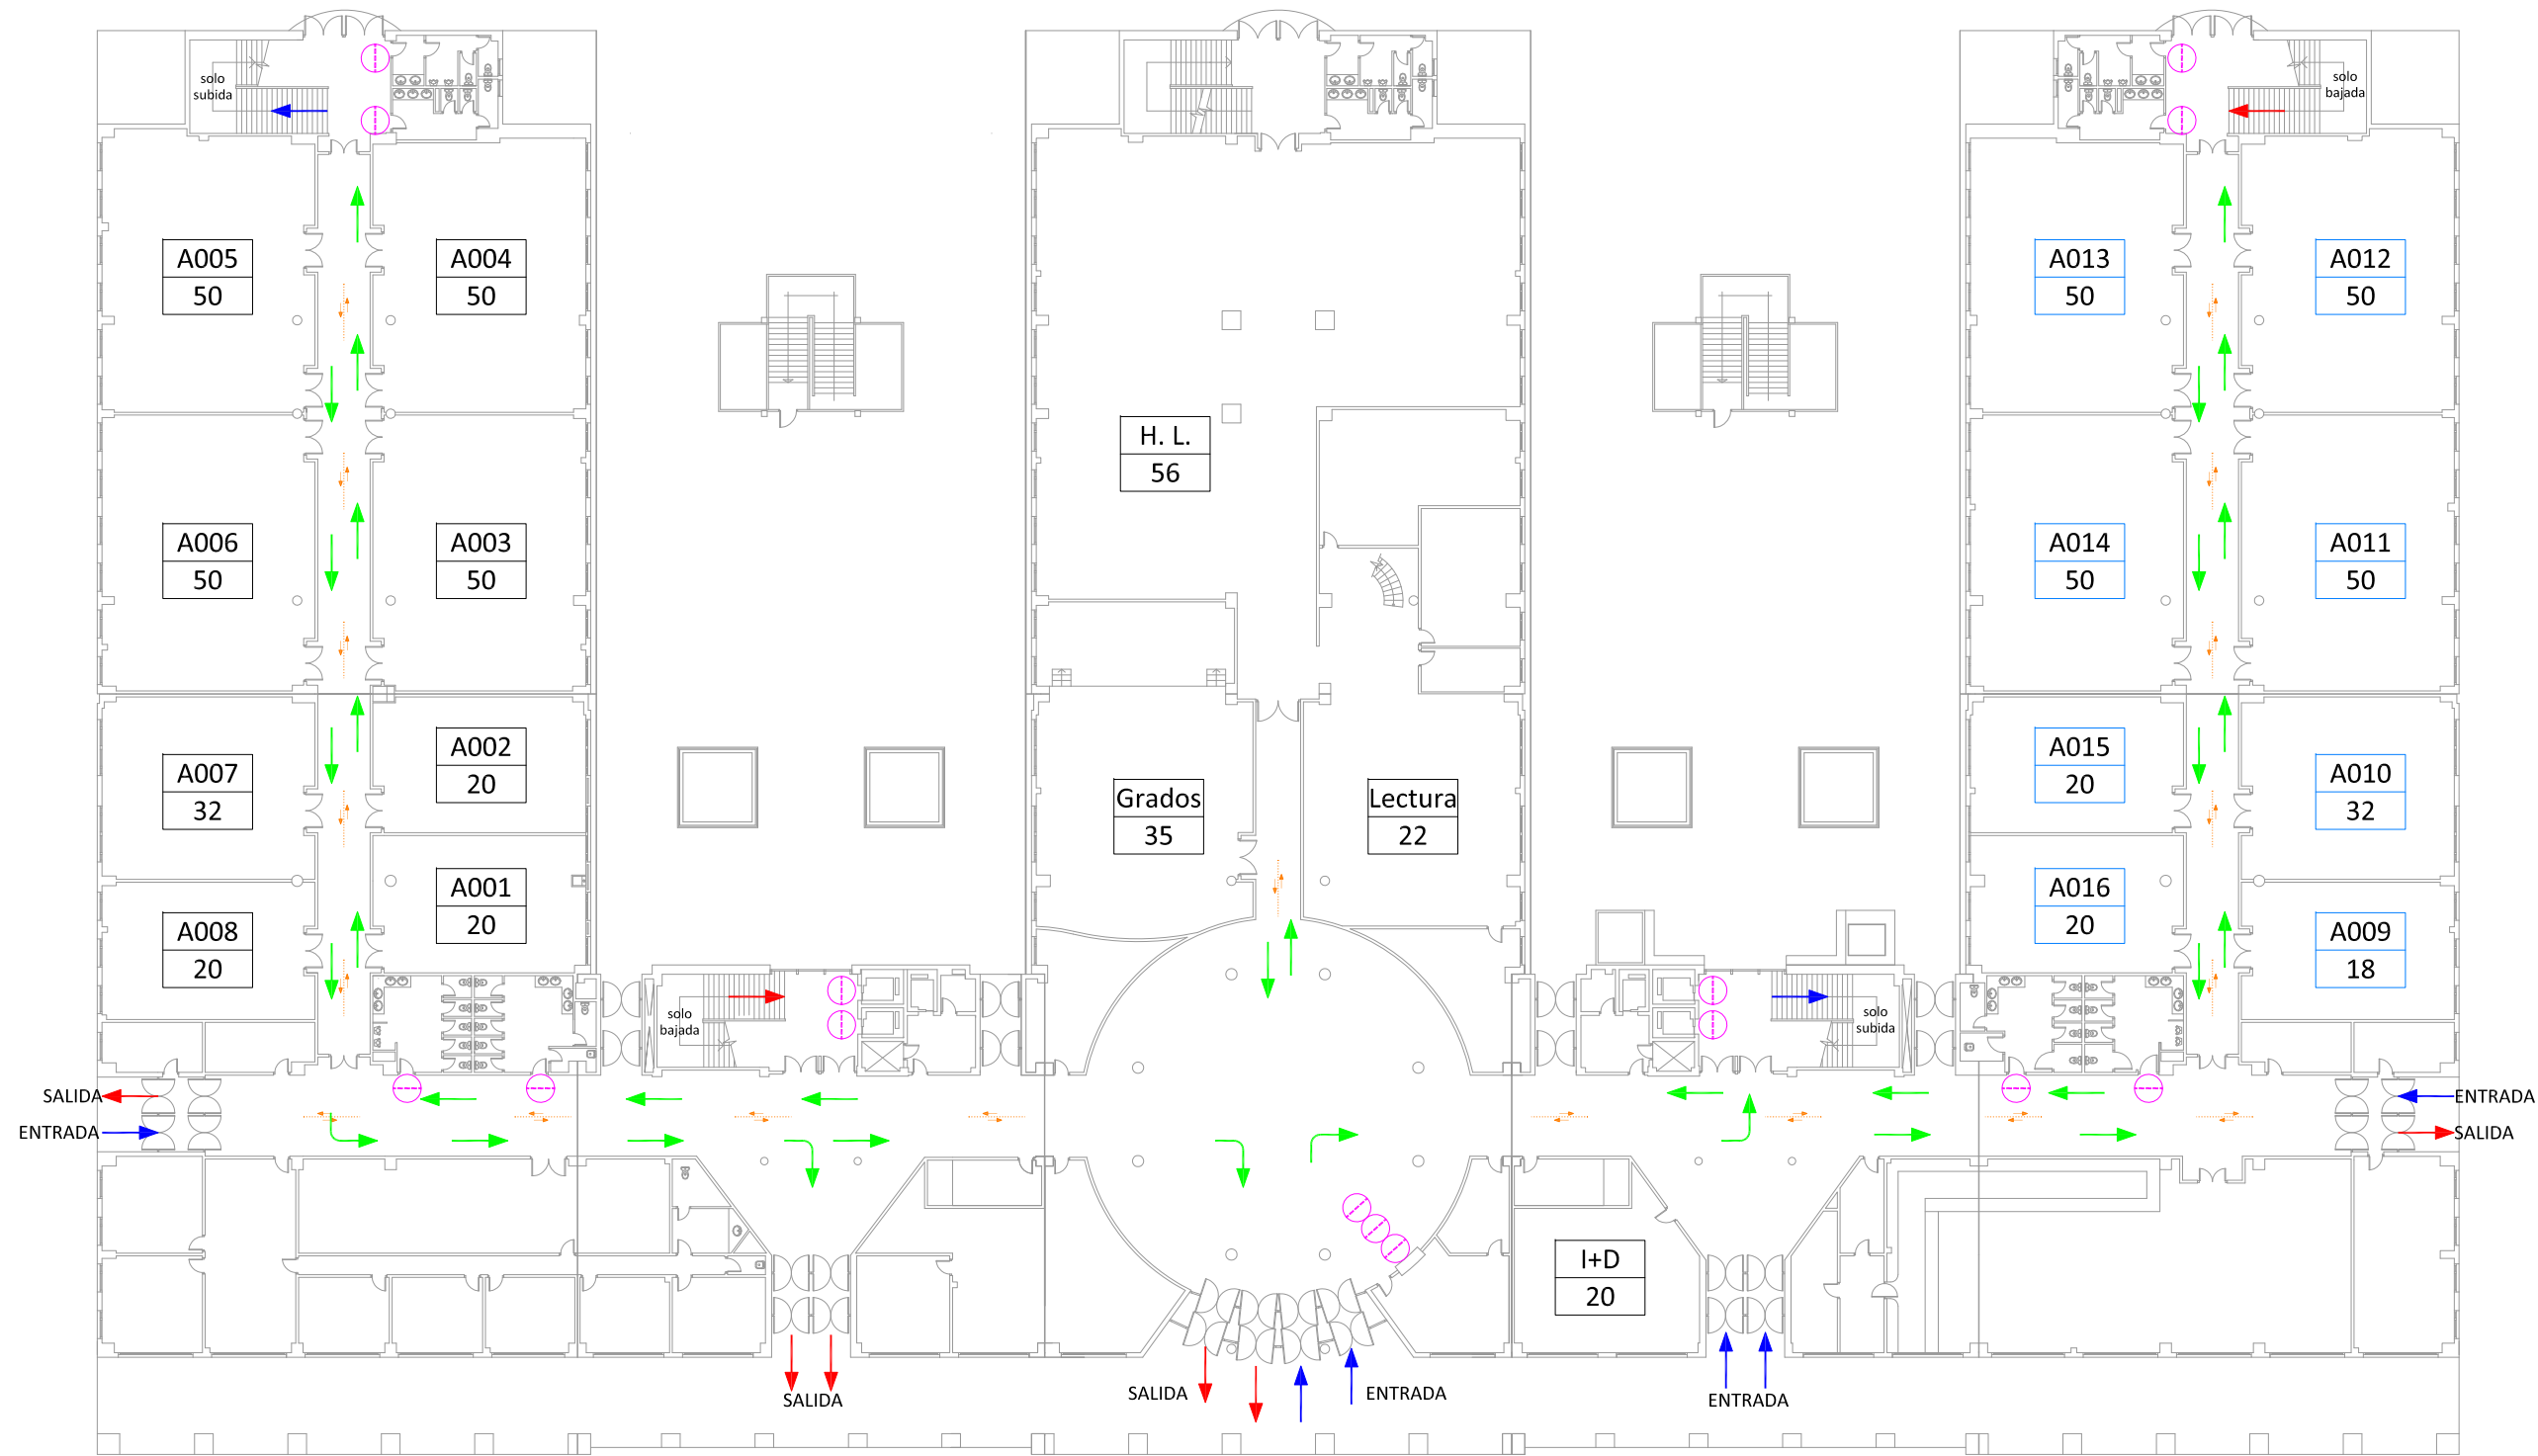 solo
subida
solo
bajada
A005
50
A004
50
A013
50
A012
50
H. L.
56
A006
50
A003
50
A014
50
A011
50
A007
32
A002
20
Grados
35
Lectura
22
A015
20
A010
32
A008
20
A001
20
A016
20
A009
18
solo
bajada
solo
subida
SALIDA
ENTRADA
ENTRADA
SALIDA
I+D
20
SALIDA
SALIDA
ENTRADA
ENTRADA